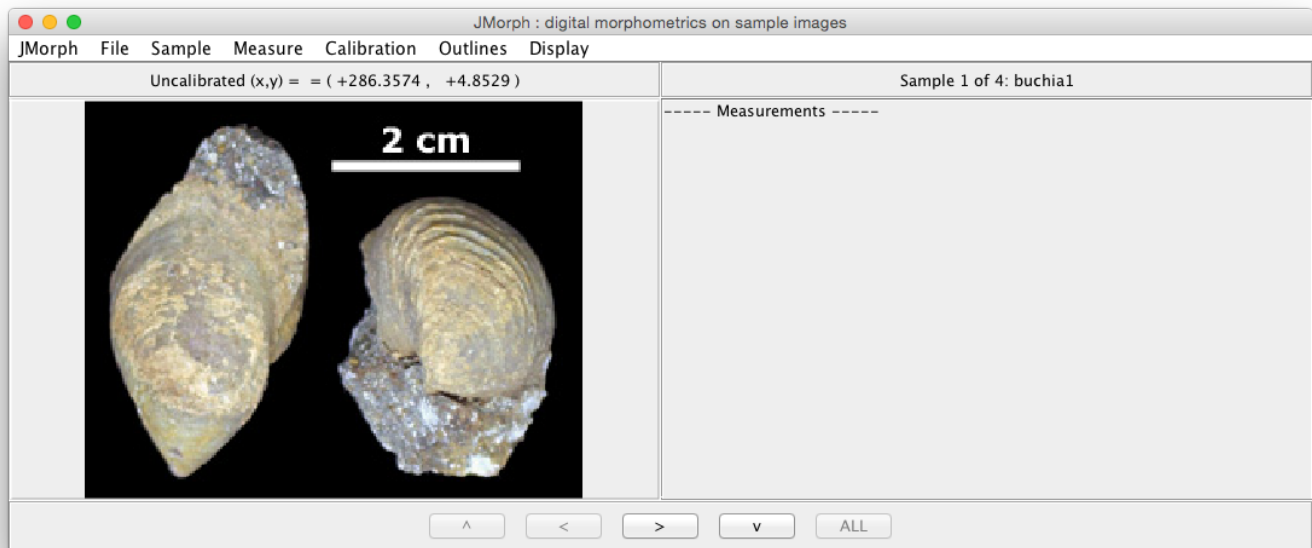 JMorph : digital morphometrics on sample images
JMorph File Sample Measure Calibration Outlines Display
Uncalibrated (x,y) = = ( +286.3574 , +4.8529 )
Sample 1 of 4: buchia1
2 cm
----- Measurements -----
^ < > v ALL